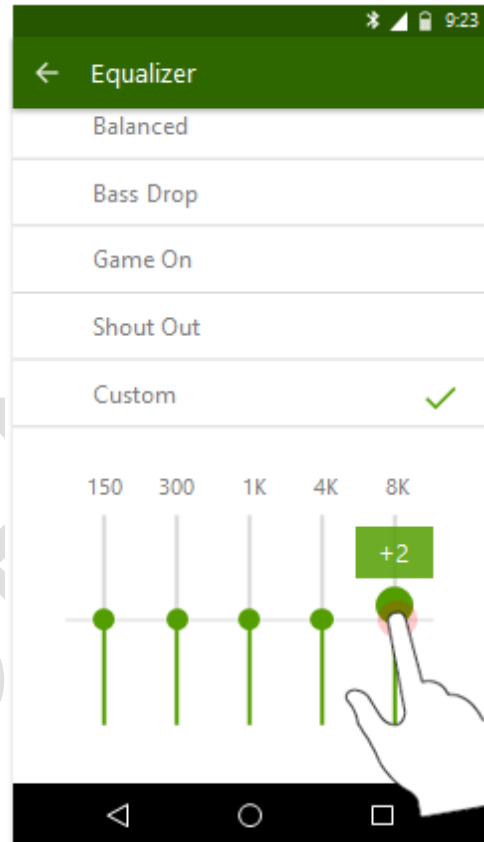 9:23
Equalizer
Balanced
Bass Drop
Game On
Shout Out
Custom
150 300 1K 4K 8K
+2